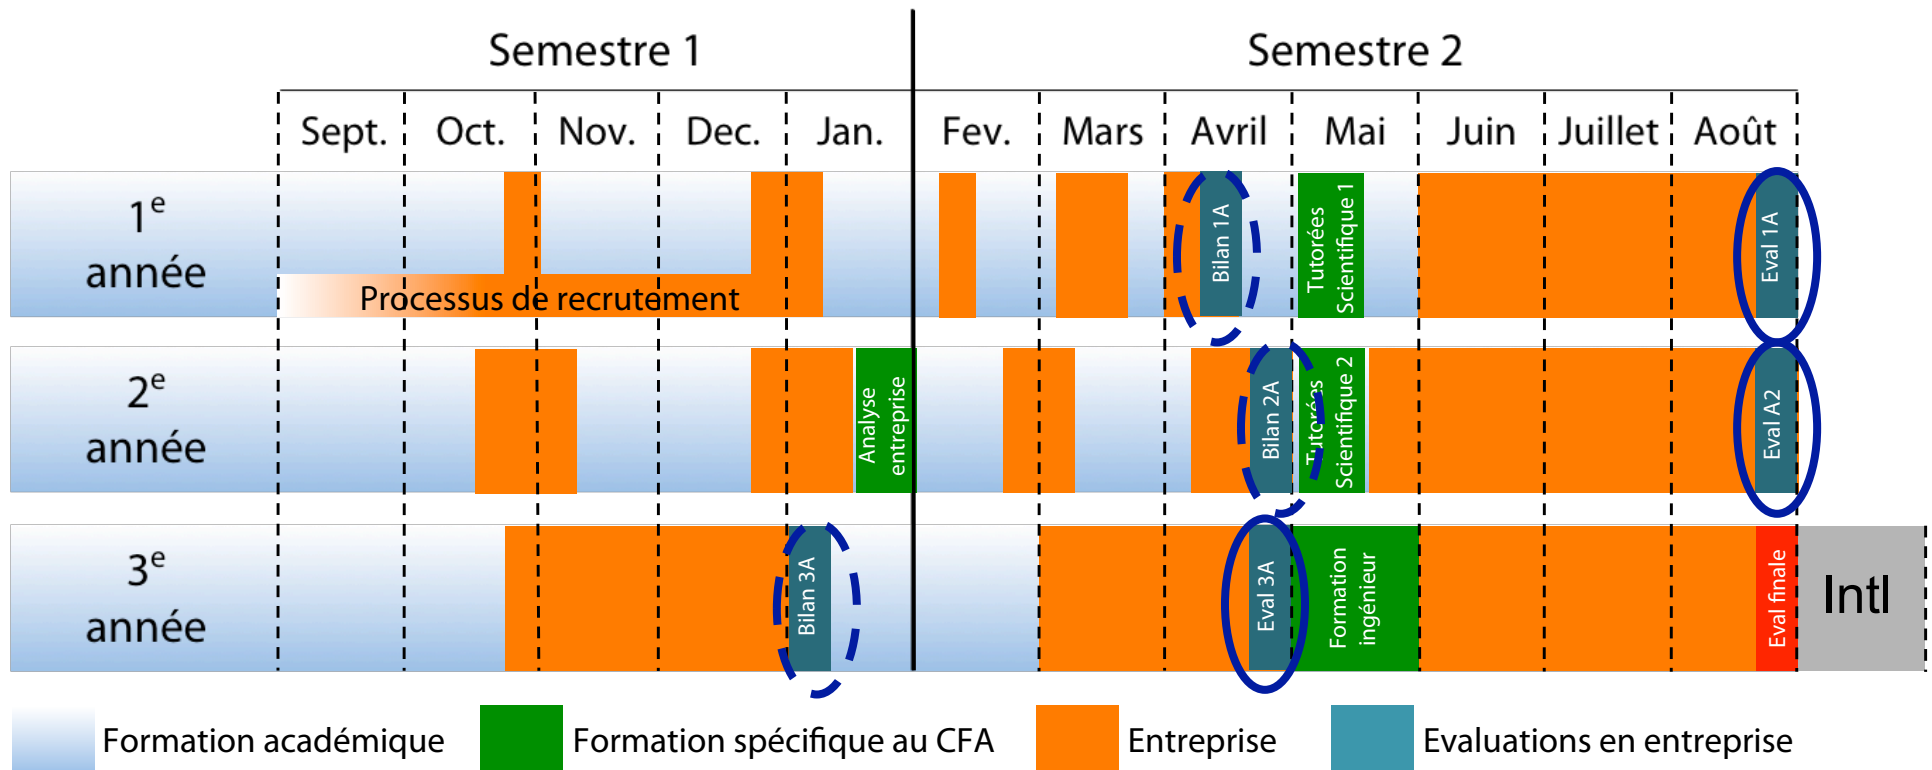 Semestre 1
Semestre 2
Sept.
Oct.
Nov.
Dec.
Jan.
Fev.
Mars
Avril
Mai
Juin
Juillet
Août
1e
année
Processus de recrutement
Bilan 1A
Tutorées
Scientifique 1
Eval 1A
2e
année
Analyse
entreprise
Bilan 2A
Tutorées
Scientifique 2
Eval A2
3e
année
Bilan 3A
Eval 3A
Formation
ingénieur
Eval finale
Intl
Formation académique
Formation spécifique au CFA
Entreprise
Evaluations en entreprise